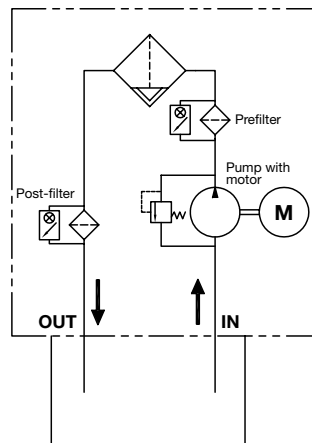 Prefilter
Pump with
motor
Post-filter
M
OUT
IN